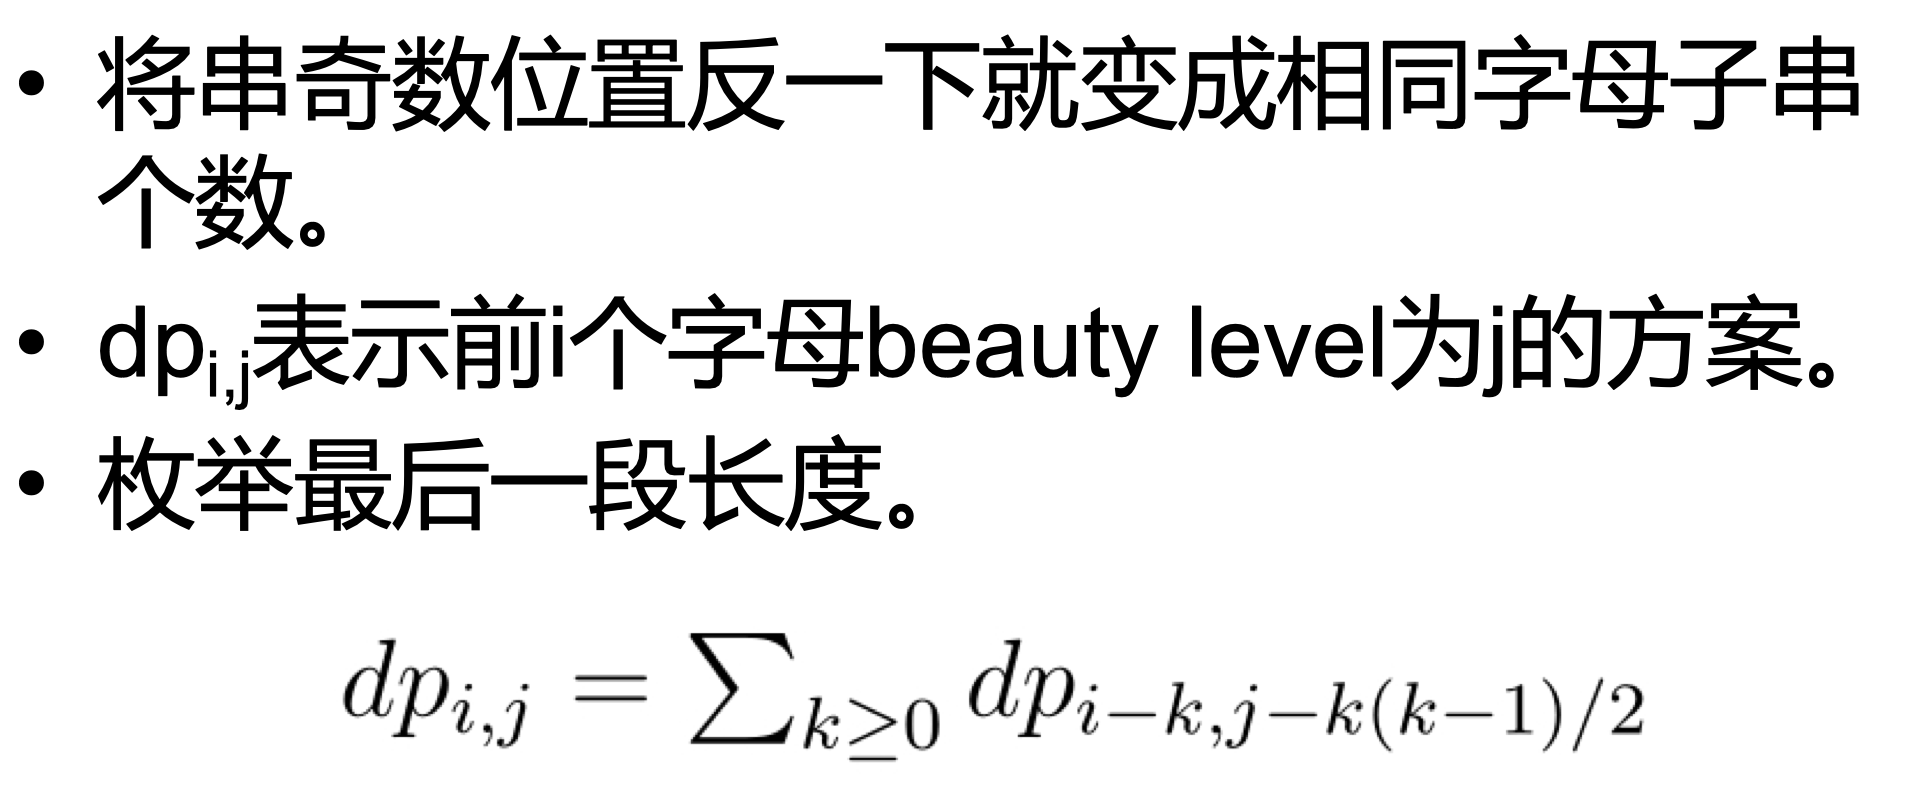 • 将串奇数位置反一下就变成相同字母子串
个数。
• dp_{i,j}表示前i个字母beauty level为j的方案。
• 枚举最后一段长度。
dp_{i,j} = ∑_{k≥0} dp_{i−k,j−k(k−1)/2}